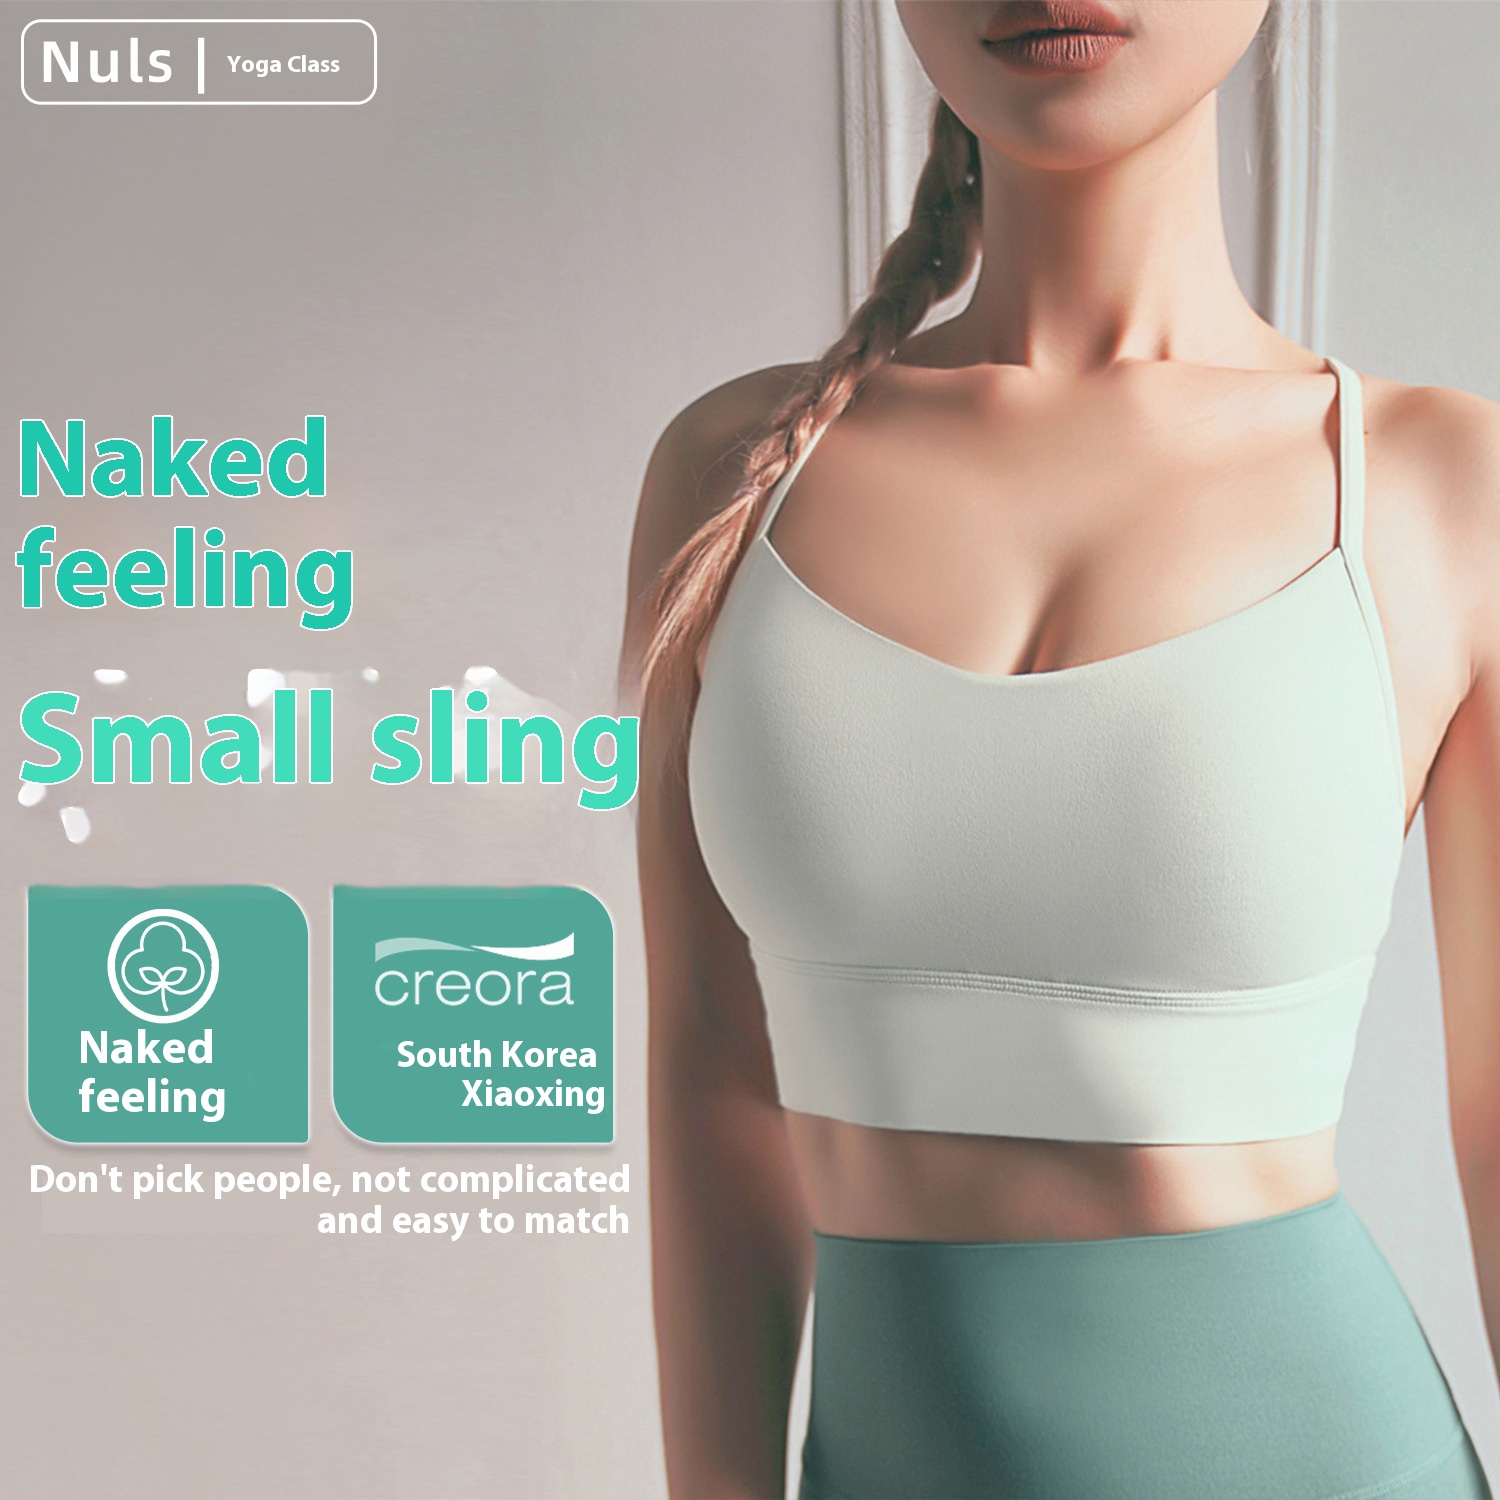 Nuls | Yoga Class
Naked
feeling
Small sling
Naked
feeling
creora
South Korea
Xiaoxing
Don't pick people, not complicated
and easy to match